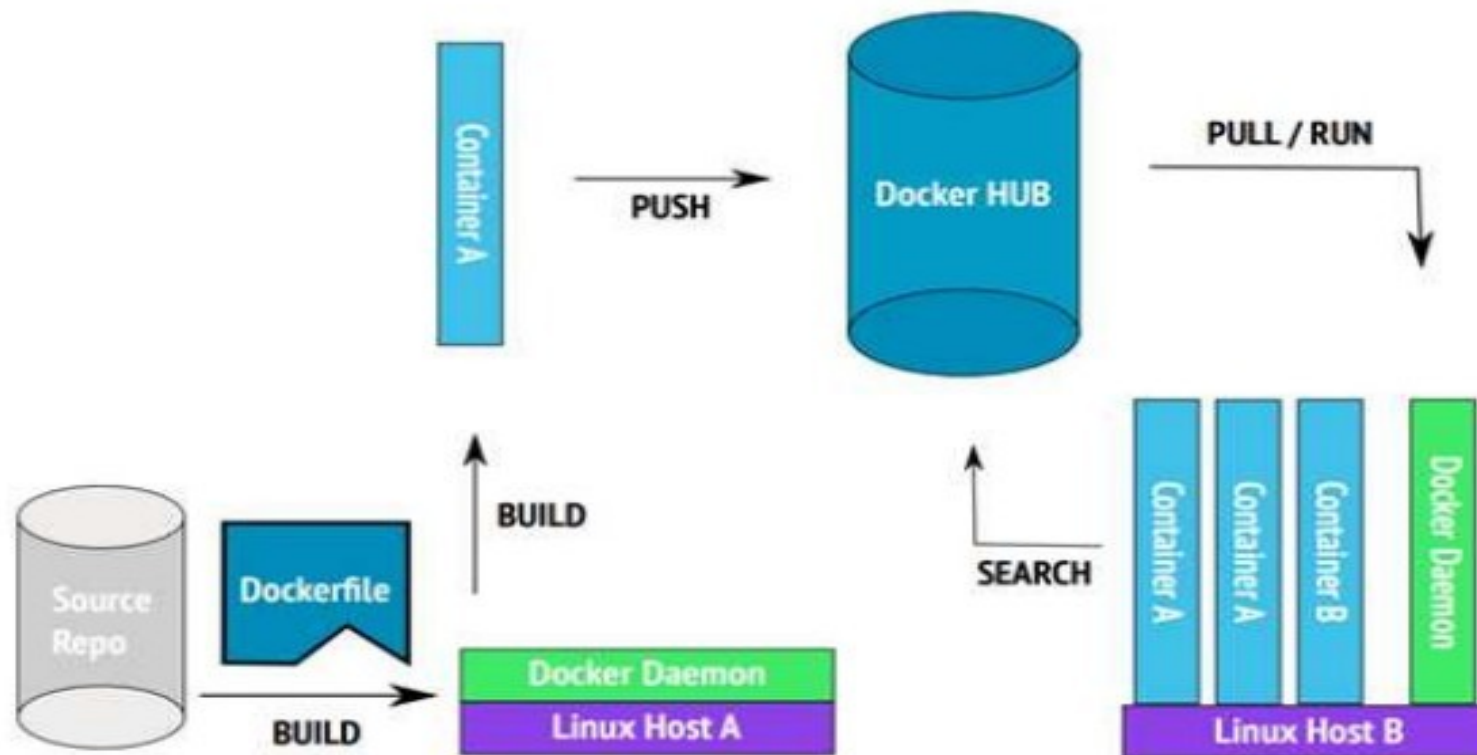 Container A
PUSH
Docker HUB
PULL / RUN
Source
Repo
Dockerfile
BUILD
BUILD
Docker Daemon
Linux Host A
SEARCH
Container A
Container A
Container B
Docker Daemon
Linux Host B